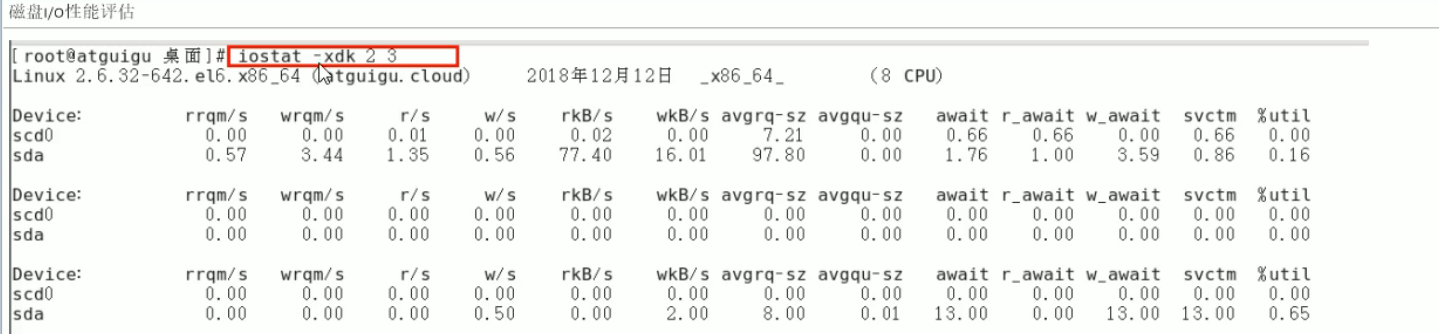 磁盘I/O性能评估
[root@atguigu 桌面]# iostat -xdk 2 3
Linux 2.6.32-642.el6.x86_64 (atguigu.cloud) 2018年12月12日 _x86_64_ (8 CPU)
Device: rrqm/s wrqm/s r/s w/s rkB/s wkB/s avgrq-sz avgqu-sz await r_await w_await svctm %util
scd0 0.00 0.00 0.01 0.00 0.02 0.00 7.21 0.00 0.66 0.66 0.00 0.66 0.00
sda 0.57 3.44 1.35 0.56 77.40 16.01 97.80 0.00 1.76 1.00 3.59 0.86 0.16
Device: rrqm/s wrqm/s r/s w/s rkB/s wkB/s avgrq-sz avgqu-sz await r_await w_await svctm %util
scd0 0.00 0.00 0.00 0.00 0.00 0.00 0.00 0.00 0.00 0.00 0.00 0.00 0.00
sda 0.00 0.00 0.00 0.00 0.00 0.00 0.00 0.00 0.00 0.00 0.00 0.00 0.00
Device: rrqm/s wrqm/s r/s w/s rkB/s wkB/s avgrq-sz avgqu-sz await r_await w_await svctm %util
scd0 0.00 0.00 0.00 0.00 0.00 0.00 0.00 0.00 0.00 0.00 0.00 0.00 0.00
sda 0.00 0.00 0.00 0.50 0.00 2.00 8.00 0.01 13.00 0.00 13.00 13.00 0.65